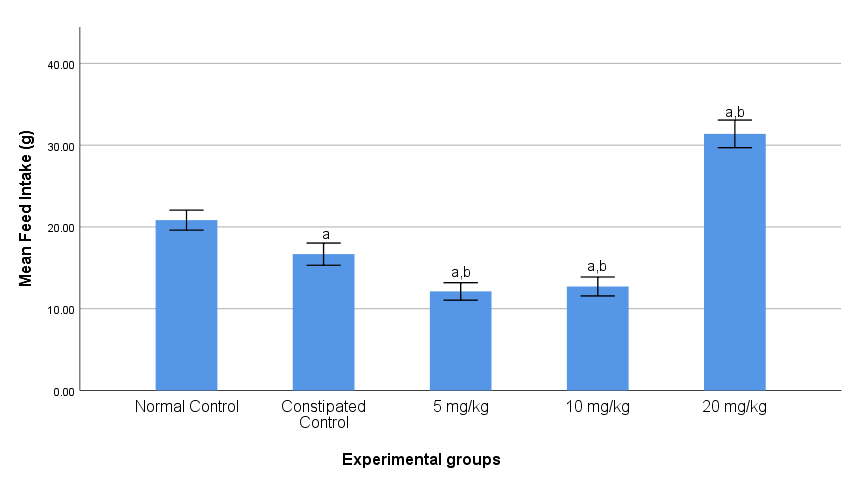 Mean Feed Intake (g)
40.00
30.00
20.00
10.00
0.00
a
a,b
a,b
a,b
Normal Control
Constipated
Control
5 mg/kg
10 mg/kg
20 mg/kg
Experimental groups